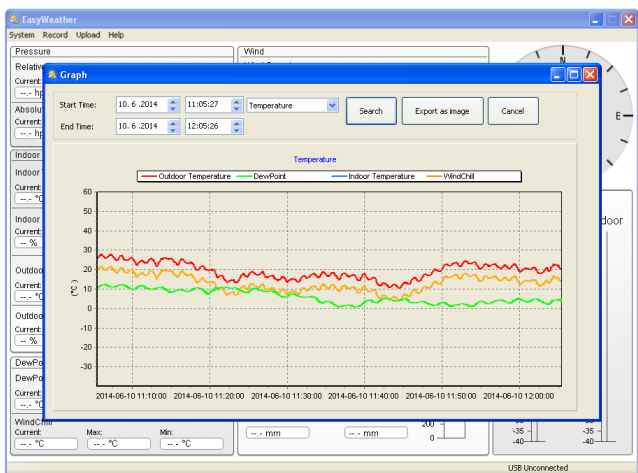 EasyWeather
System Record Upload Help
Pressure
Wind
Relative
Current:
--.- hp
Absolu
Current:
--.- hp
N
E
Graph
Start Time: 10. 6 .2014 11:05:27 Temperature Search Export as image Cancel
End Time: 10. 6 .2014 12:05:26
Temperature
Outdoor Temperature DewPoint Indoor Temperature WindChill
60
50
40
30
20
10
0
-10
-20
-30
(°C )
2014-06-10 11:10:00 2014-06-10 11:20:00 2014-06-10 11:30:00 2014-06-10 11:40:00 2014-06-10 11:50:00 2014-06-10 12:00:00
Indoor
Indoor
Current:
--.- °C
Indoor
Current:
-- %
Outdoo
Current:
--.- °C
Outdoo
Current:
-- %
door
DewPo
DewPo
Current:
--.- °C
WindChill
Current: Max: Min:
--.- °C --.- °C --.- °C
--.- mm --.- mm
200
0
-35 -35
-40 -40
USB Unconnected